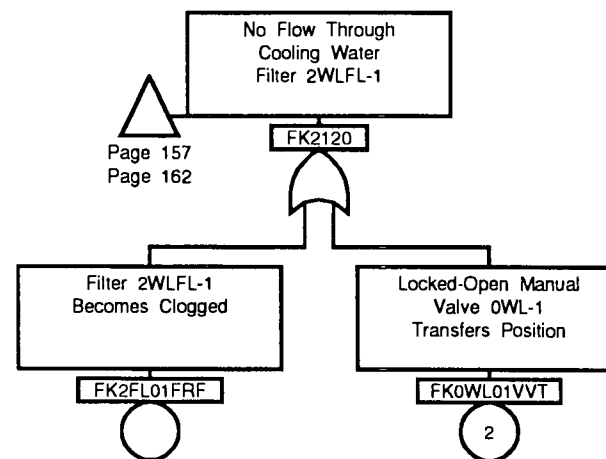 No Flow Through
Cooling Water
Filter 2WLFL-1
Page 157
Page 162
FK2120
Filter 2WLFL-1
Becomes Clogged
FK2FL01FRF
Locked-Open Manual
Valve 0WL-1
Transfers Position
FK0WL01VVT
2